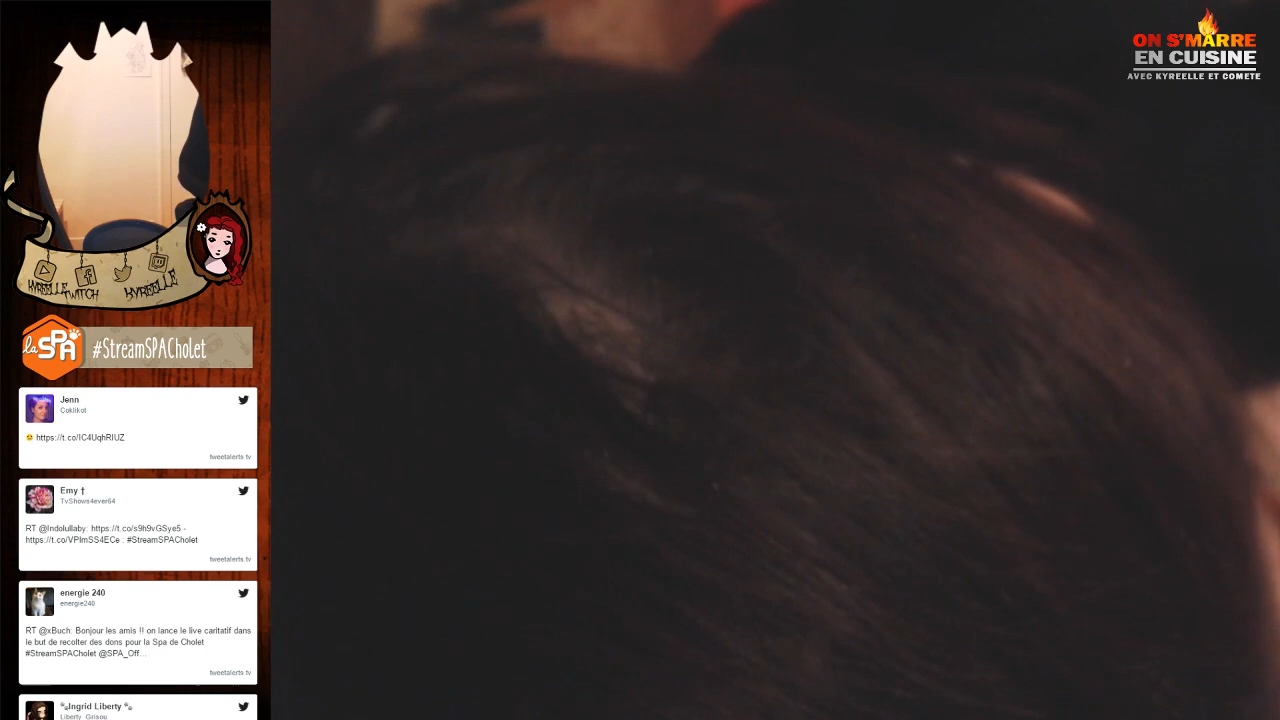 ON S'MARRE
EN CUISINE
AVEC KYREELLE ET COMETE
KYREELLE
TWITCH
KYREELLE
la SPA
#StreamSPACholet
Jenn
Coklikot
https://t.co/IC4UqhRIUZ
tweetalerts.tv
Emy †
TvShows4ever64
RT @Indolullaby: https://t.co/s9h9vGSye5 -
https://t.co/VPImSS4ECe : #StreamSPACholet
tweetalerts.tv
energie 240
energie240
RT @xBuch: Bonjour les amis !! on lance le live caritatif dans
le but de recolter des dons pour la Spa de Cholet
#StreamSPACholet @SPA_Off...
tweetalerts.tv
Ingrid Liberty
Liberty_Grisou